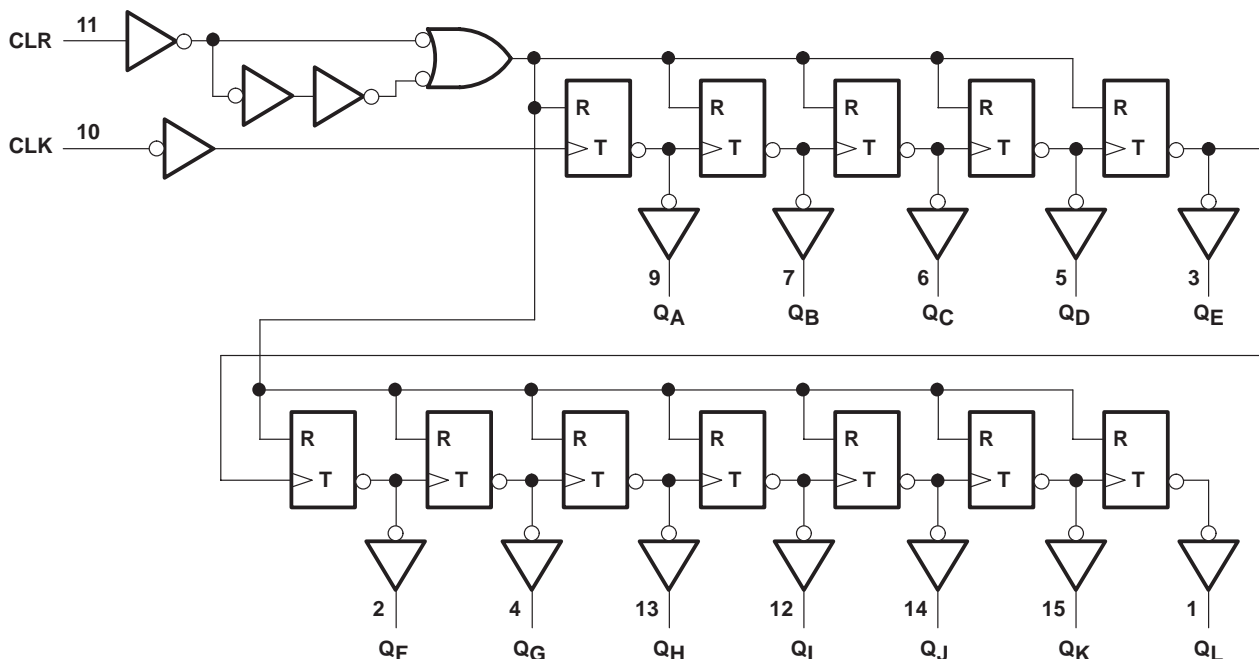 CLR 11
CLK 10
R R R R R
T T T T T
9 7 6 5 3
QA QB QC QD QE
R R R R R R R
T T T T T T T
2 4 13 12 14 15 1
QF QG QH QI QJ QK QL